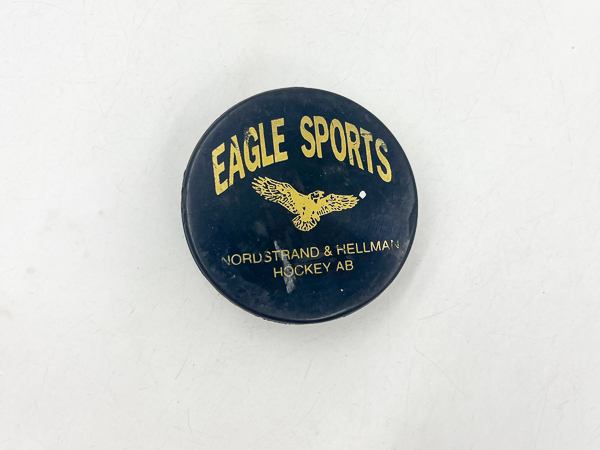 EAGLE SPORTS
NORDSTRAND & HELLMAN
HOCKEY AB